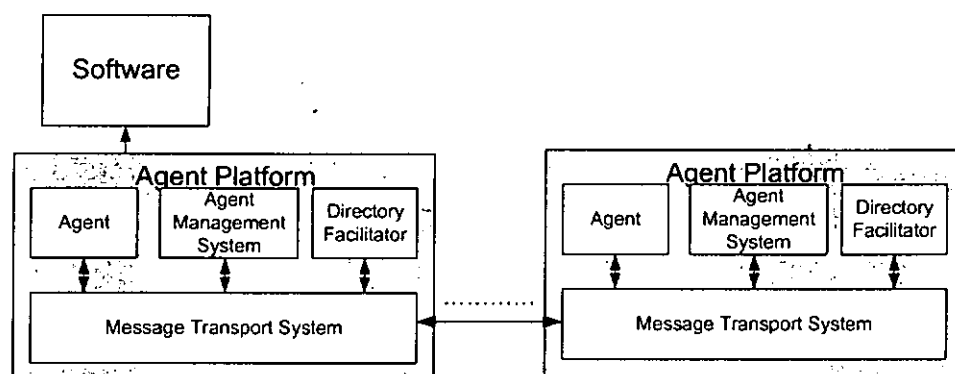 Software
Agent Platform
Agent
Agent
Management
System
Directory
Facilitator
Message Transport System
Agent Platform
Agent
Agent
Management
System
Directory
Facilitator
Message Transport System